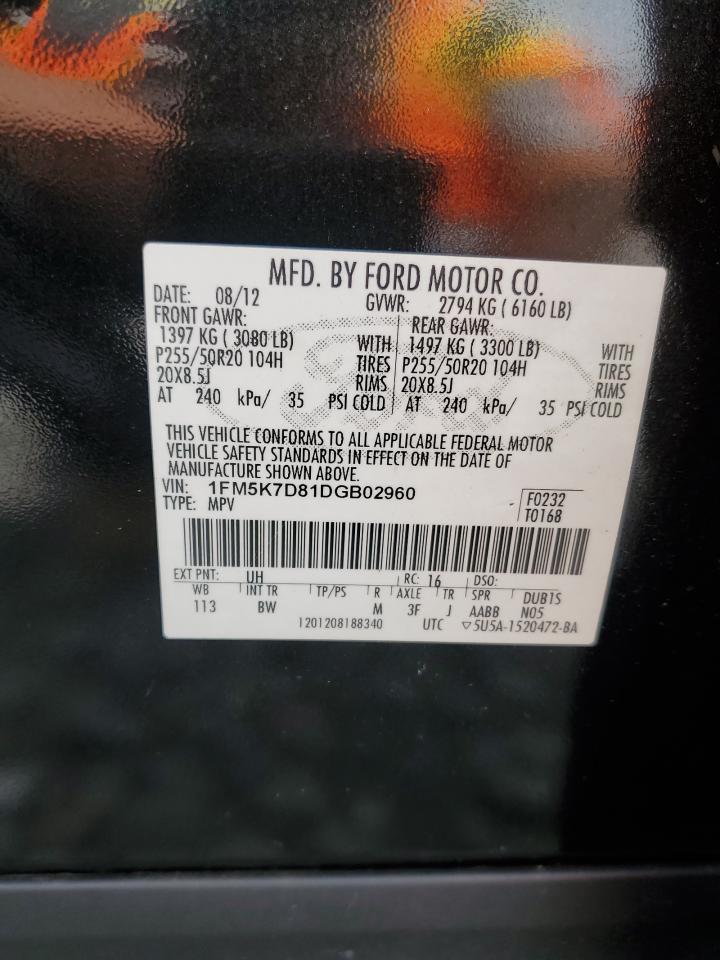 MFD. BY FORD MOTOR CO.
DATE: 08/12 GVWR: 2794 KG ( 6160 LB)
FRONT GAWR: REAR GAWR:
1397 KG ( 3080 LB) WITH 1497 KG ( 3300 LB) WITH
P255/50R20 104H TIRES P255/50R20 104H TIRES
20X8.5J RIMS 20X8.5J RIMS
AT 240 kPa/ 35 PSI COLD AT 240 kPa/ 35 PSI COLD
THIS VEHICLE CONFORMS TO ALL APPLICABLE FEDERAL MOTOR
VEHICLE SAFETY STANDARDS IN EFFECT ON THE DATE OF
MANUFACTURE SHOWN ABOVE.
VIN: 1FM5K7D81DGB02960 F0232
TYPE: MPV T0168
EXT PNT: UH RC: 16 DSO:
WB INT TR TP/PS R AXLE TR SPR DUB1S
113 BW M 3F J AABB N05
1201208188340 UTC ▽5U5A-1520472-BA
Ford